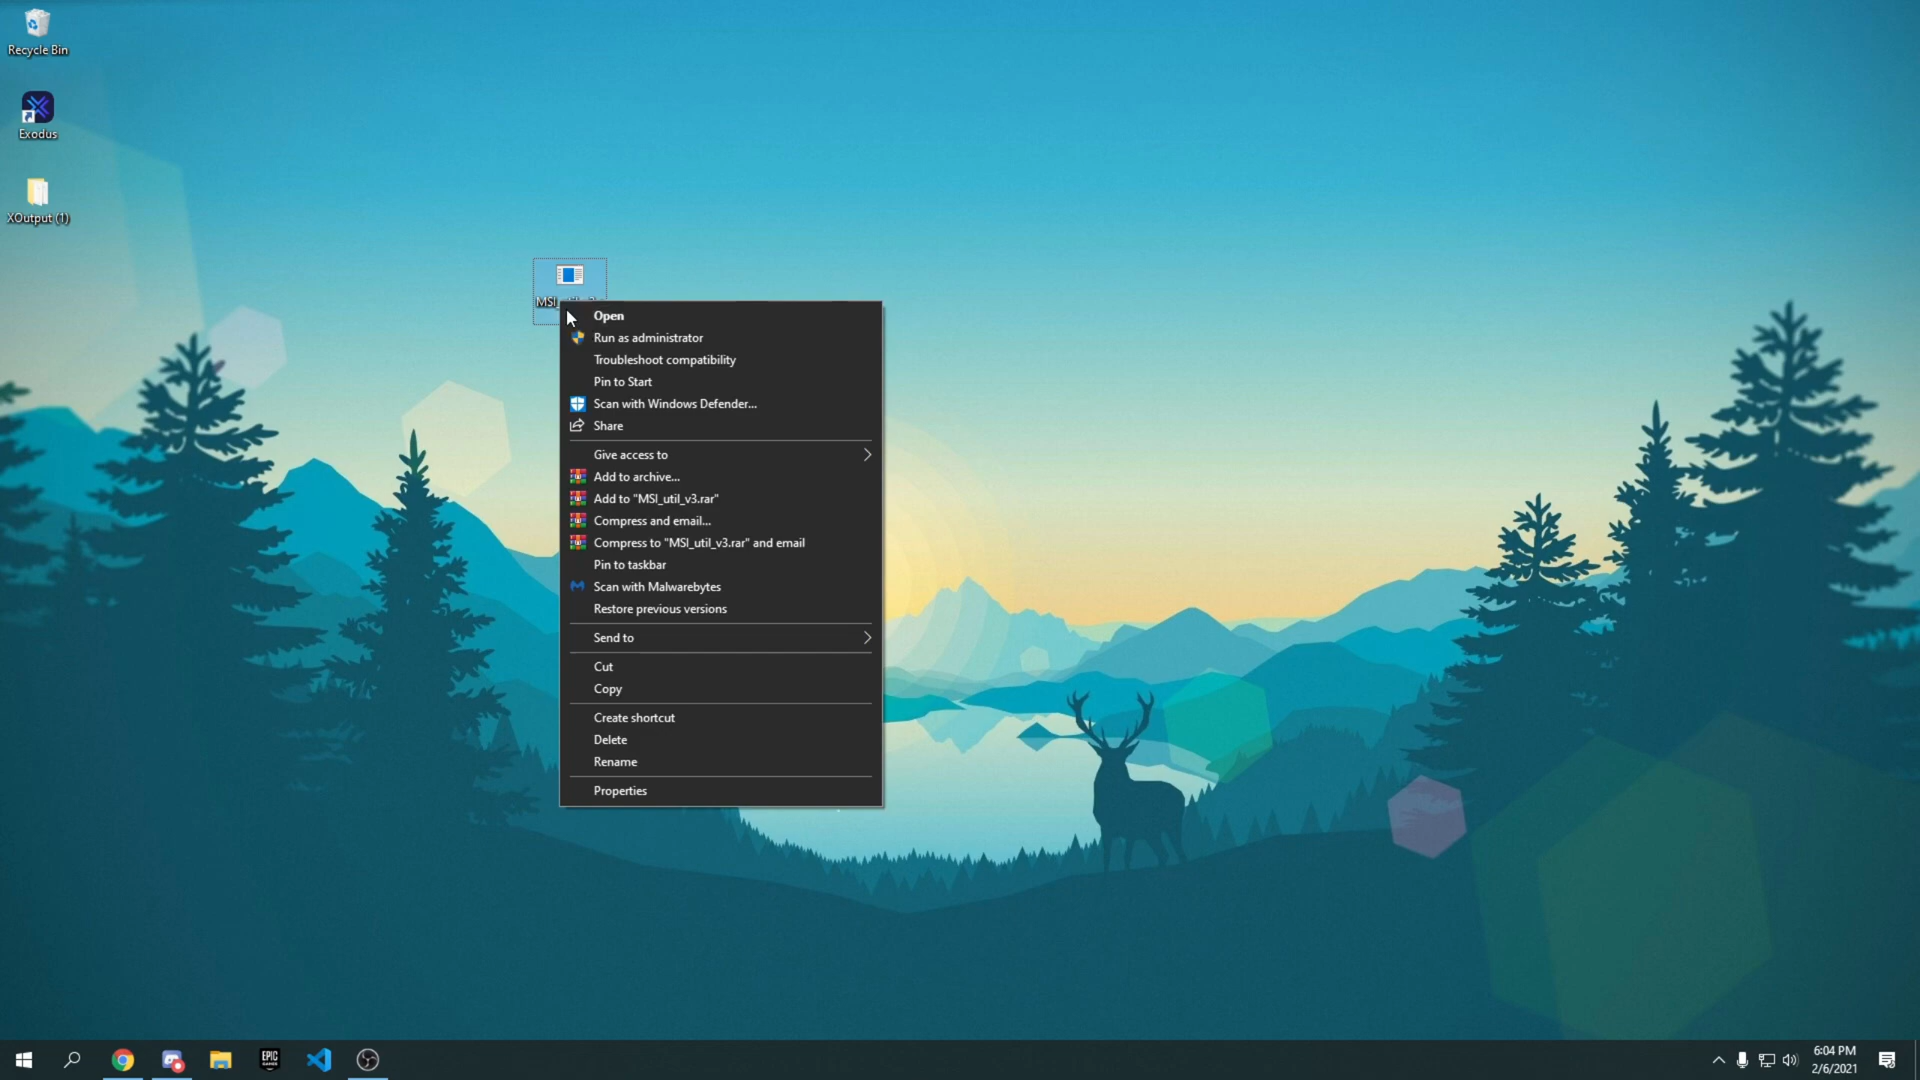 Recycle Bin
Exodus
XOutput (1)
MSI
Open
Run as administrator
Troubleshoot compatibility
Pin to Start
Scan with Windows Defender...
Share
Give access to
Add to archive...
Add to "MSI_util_v3.rar"
Compress and email...
Compress to "MSI_util_v3.rar" and email
Pin to taskbar
Scan with Malwarebytes
Restore previous versions
Send to
Cut
Copy
Create shortcut
Delete
Rename
Properties
EPIC
GAMES
6:04 PM
2/6/2021